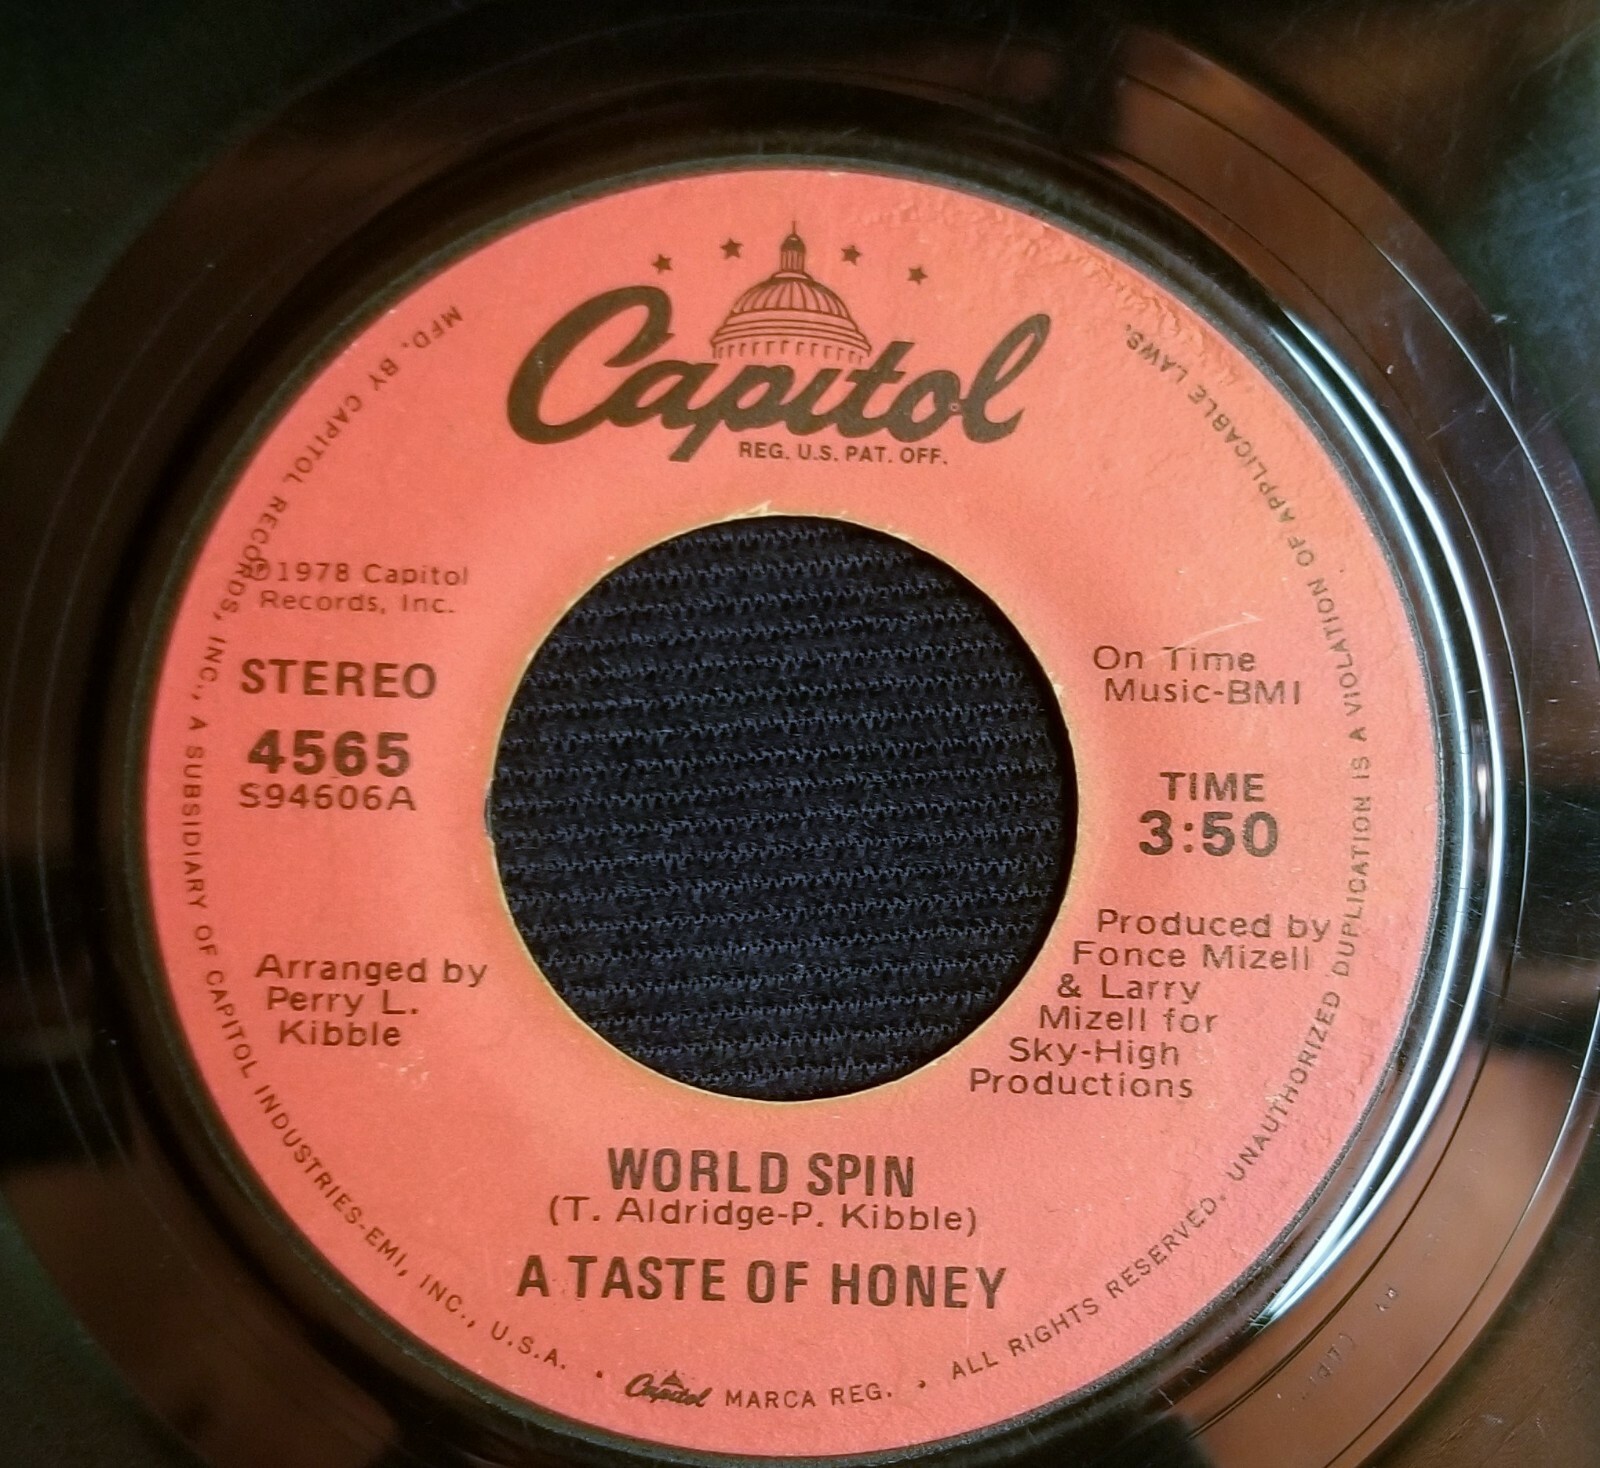 Capitol
REG. U.S. PAT. OFF.
℗1978 Capitol
Records, Inc.
STEREO
4565
S94606A
Arranged by
Perry L.
Kibble
On Time
Music-BMI
TIME
3:50
Produced by
Fonce Mizell
& Larry
Mizell for
Sky-High
Productions
WORLD SPIN
(T. Aldridge-P. Kibble)
A TASTE OF HONEY
MFD. BY CAPITOL RECORDS, INC., A SUBSIDIARY OF CAPITOL INDUSTRIES-EMI, INC., U.S.A. • Capitol MARCA REG. • ALL RIGHTS RESERVED. UNAUTHORIZED DUPLICATION IS A VIOLATION OF APPLICABLE LAWS.